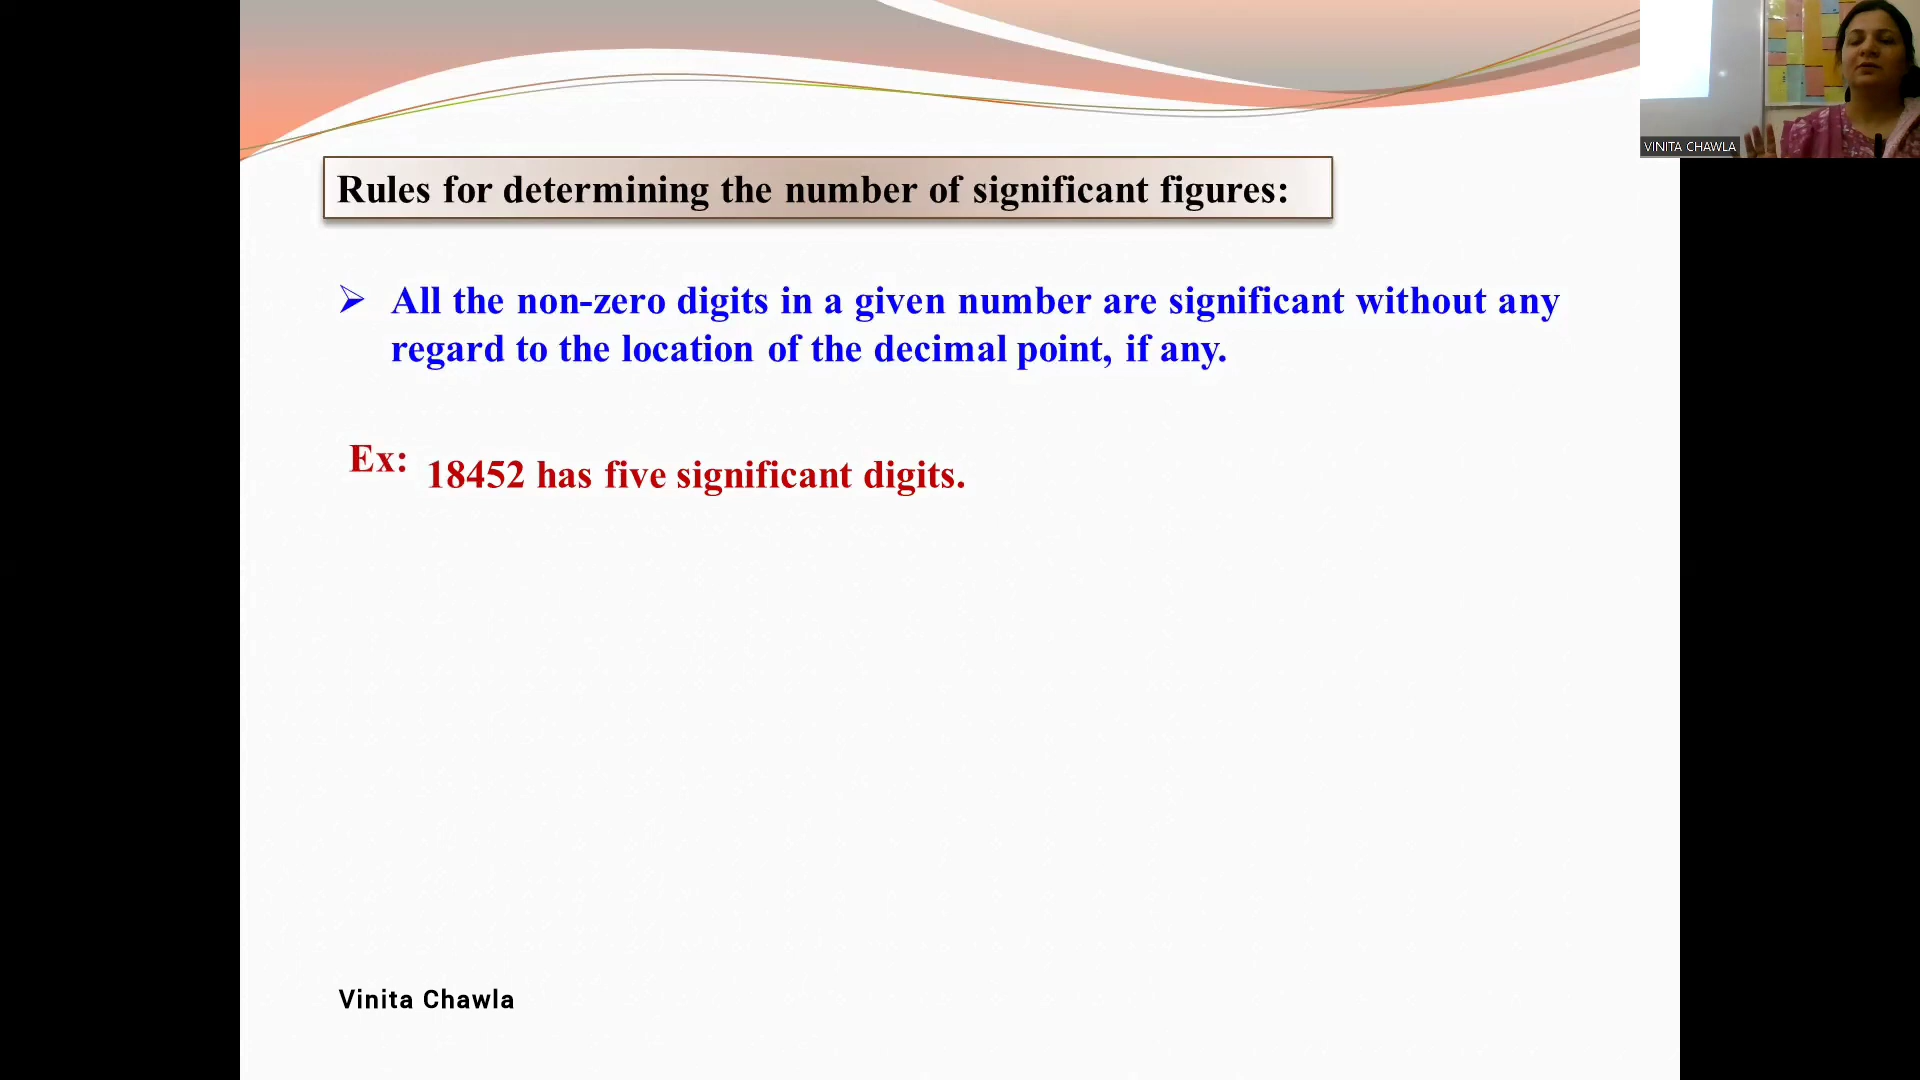 VINITA CHAWLA
Rules for determining the number of significant figures:
➢ All the non-zero digits in a given number are significant without any
regard to the location of the decimal point, if any.
Ex: 18452 has five significant digits.
Vinita Chawla